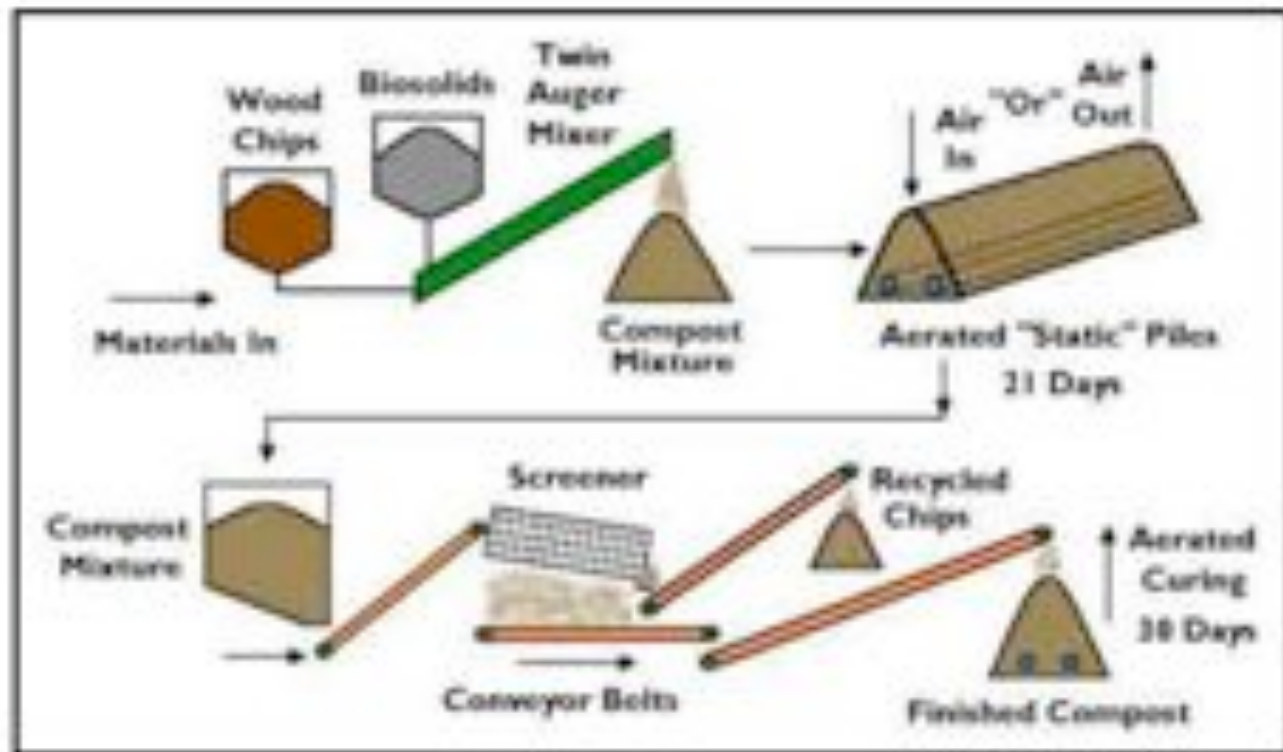 Wood
Chips
Biosolids
Twin
Auger
Mixer
Air
In
"Or"
Air
Out
Materials In
Compost
Mixture
Aerated "Static" Piles
21 Days
Compost
Mixture
Screener
Recycled
Chips
Aerated
Curing
30 Days
Conveyor Belts
Finished Compost